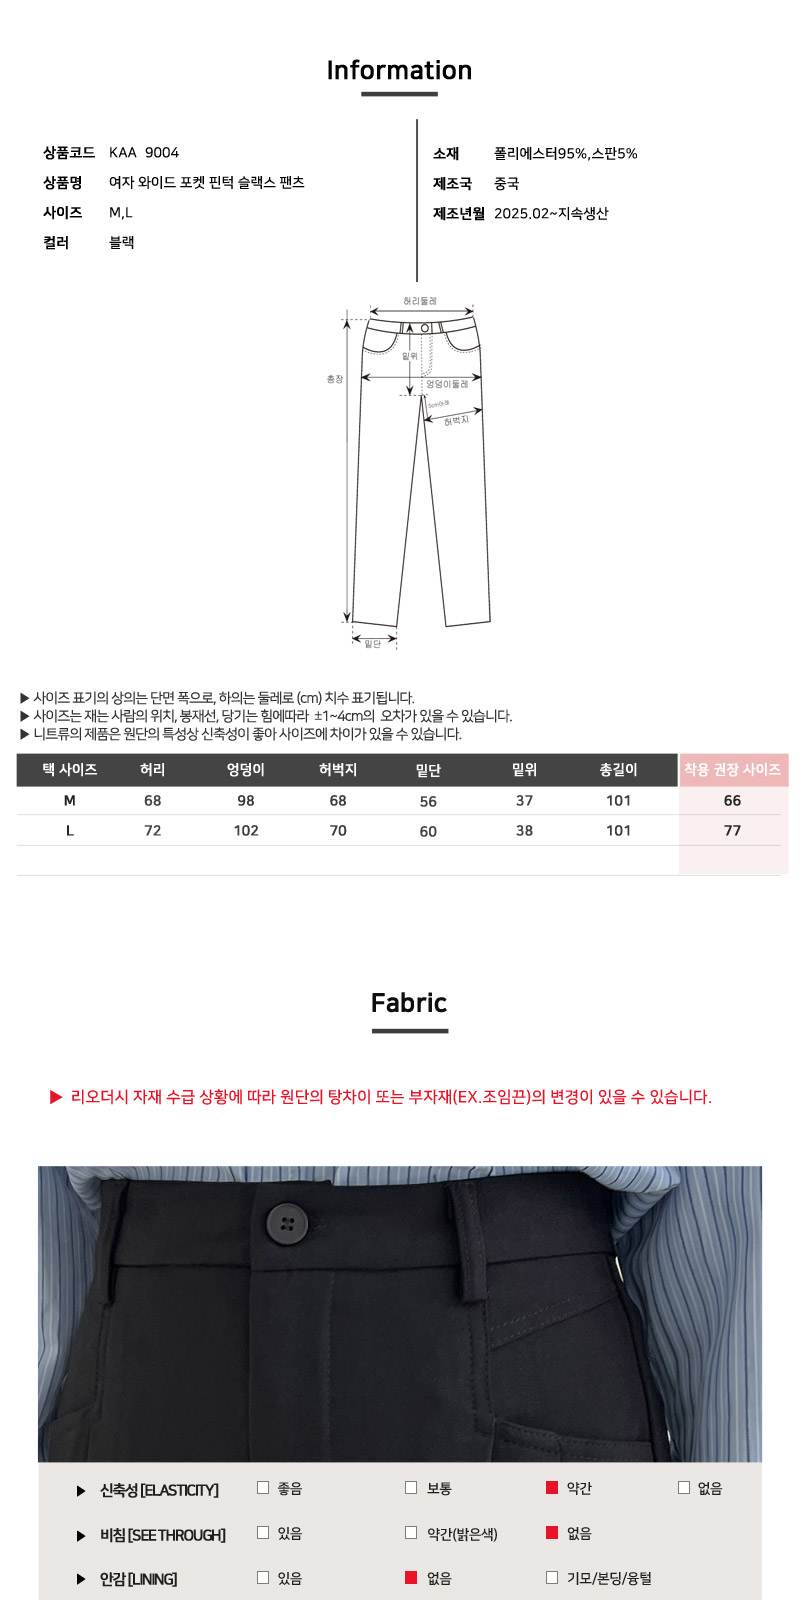 Information
상품코드 KAA 9004
상품명 여자 와이드 포켓 핀턱 슬랙스 팬츠
사이즈 M,L
컬러 블랙
소재 폴리에스터95%,스판5%
제조국 중국
제조년월 2025.02~지속생산
허리둘레
밑위
총장
엉덩이둘레
허벅지
밑단
▶ 사이즈 표기의 상의는 단면 폭으로, 하의는 둘레로 (cm) 치수 표기됩니다.
▶ 사이즈는 재는 사람의 위치, 봉재선, 당기는 힘에따라 ±1~4cm의 오차가 있을 수 있습니다.
▶ 니트류의 제품은 원단의 특성상 신축성이 좋아 사이즈에 차이가 있을 수 있습니다.
택 사이즈 허리 엉덩이 허벅지 밑단 밑위 총길이 착용 권장 사이즈
M 68 98 68 56 37 101 66
L 72 102 70 60 38 101 77
Fabric
▶ 리오더시 자재 수급 상황에 따라 원단의 탕차이 또는 부자재(EX.조임끈)의 변경이 있을 수 있습니다.
▶ 신축성 [ELASTICITY] 좋음 보통 약간 없음
▶ 비침 [SEE THROUGH] 있음 약간(밝은색) 없음
▶ 안감 [LINING] 있음 없음 기모/본딩/융털